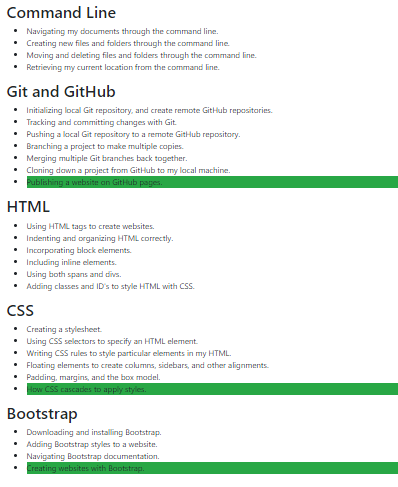 Command Line
Navigating my documents through the command line.
Creating new files and folders through the command line.
Moving and deleting files and folders through the command line.
Retrieving my current location from the command line.
Git and GitHub
Initializing local Git repository, and create remote GitHub repositories.
Tracking and committing changes with Git.
Pushing a local Git repository to a remote GitHub repository.
Branching a project to make multiple copies.
Merging multiple Git branches back together.
Cloning down a project from GitHub to my local machine.
Publishing a website on GitHub pages.
HTML
Using HTML tags to create websites.
Indenting and organizing HTML correctly.
Incorporating block elements.
Including inline elements.
Using both spans and divs.
Adding classes and ID's to style HTML with CSS.
CSS
Creating a stylesheet.
Using CSS selectors to specify an HTML element.
Writing CSS rules to style particular elements in my HTML.
Floating elements to create columns, sidebars, and other alignments.
Padding, margins, and the box model.
How CSS cascades to apply styles.
Bootstrap
Downloading and installing Bootstrap.
Adding Bootstrap styles to a website.
Navigating Bootstrap documentation.
Creating websites with Bootstrap.